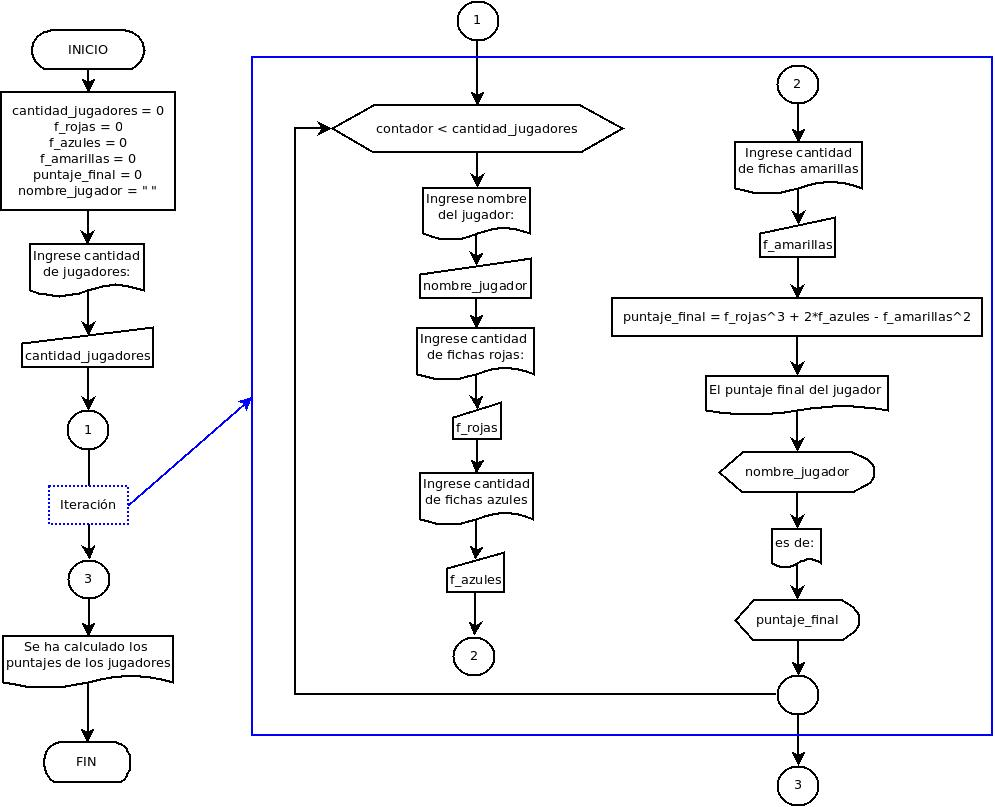 INICIO
cantidad_jugadores = 0
f_rojas = 0
f_azules = 0
f_amarillas = 0
puntaje_final = 0
nombre_jugador = " "
Ingrese cantidad
de jugadores:
cantidad_jugadores
1
Iteración
3
Se ha calculado los
puntajes de los jugadores
FIN
1
contador < cantidad_jugadores
Ingrese nombre
del jugador:
nombre_jugador
Ingrese cantidad
de fichas rojas:
f_rojas
Ingrese cantidad
de fichas azules
f_azules
2
2
Ingrese cantidad
de fichas amarillas
f_amarillas
puntaje_final = f_rojas^3 + 2*f_azules - f_amarillas^2
El puntaje final del jugador
nombre_jugador
es de:
puntaje_final
3